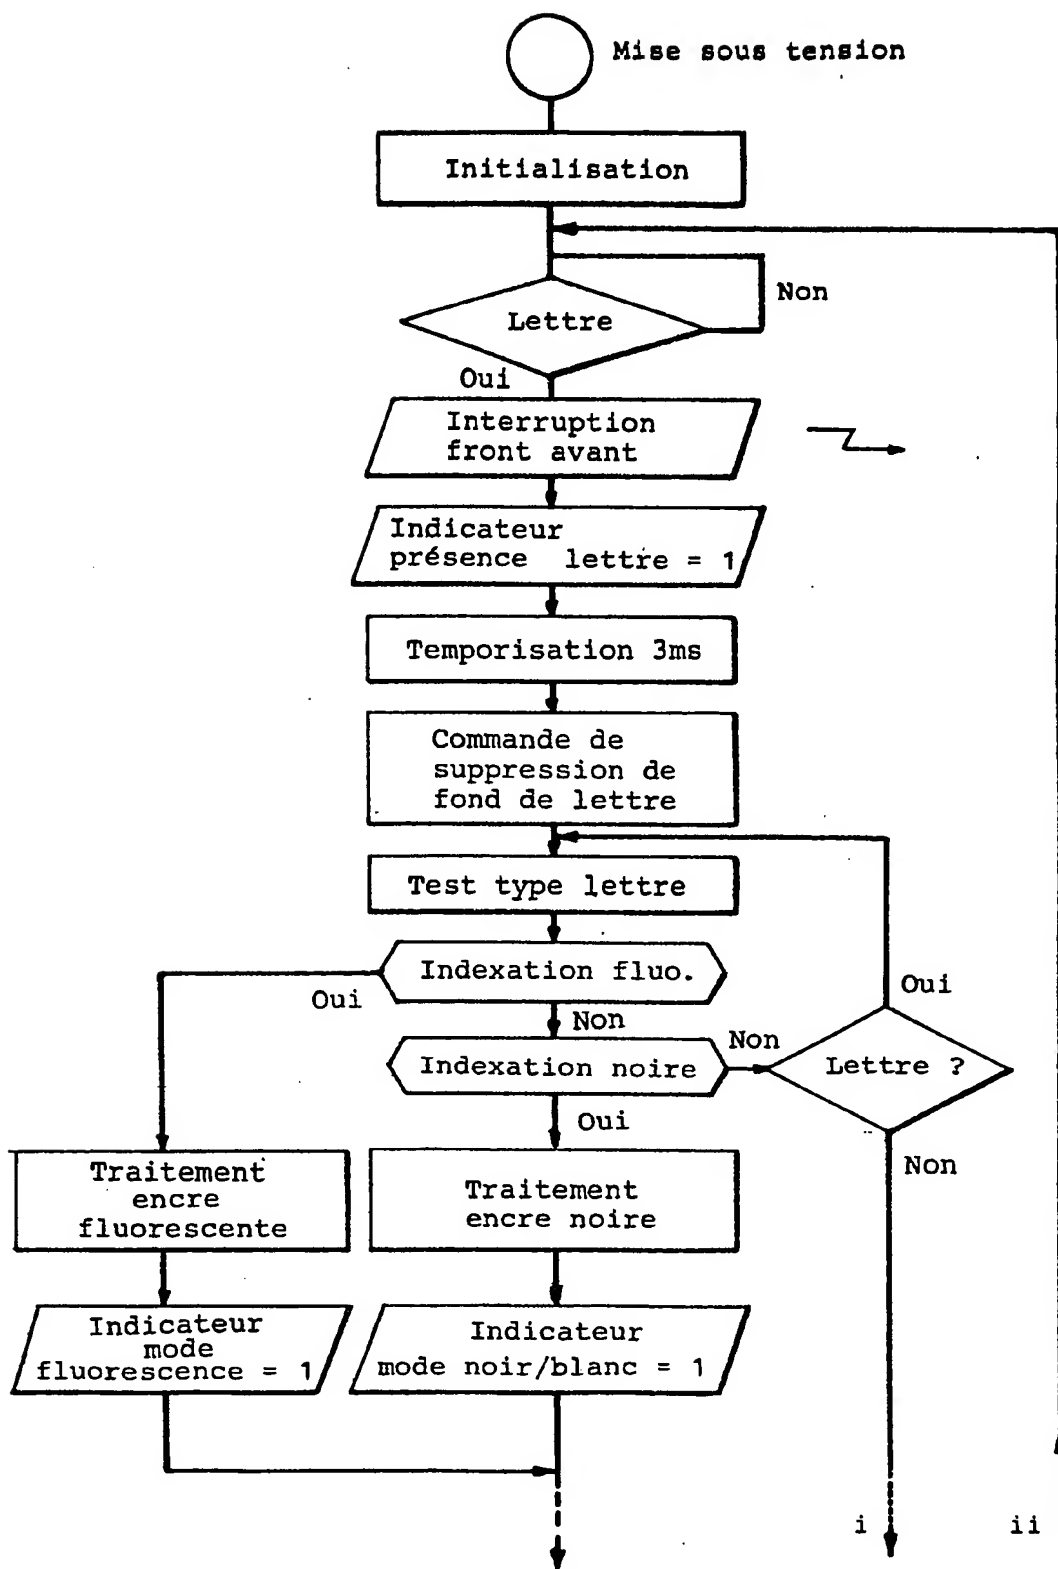 Mise sous tension
Initialisation
Non
Lettre
Oui
Interruption
front avant
Indicateur
présence lettre = 1
Temporisation 3ms
Commande de
suppression de
fond de lettre
Test type lettre
Indexation fluo.
Oui
Oui
Non
Non
Indexation noire
Lettre ?
Oui
Non
Traitement
encre
fluorescente
Traitement
encre noire
Indicateur
mode
fluorescence = 1
Indicateur
mode noir/blanc = 1
i
ii